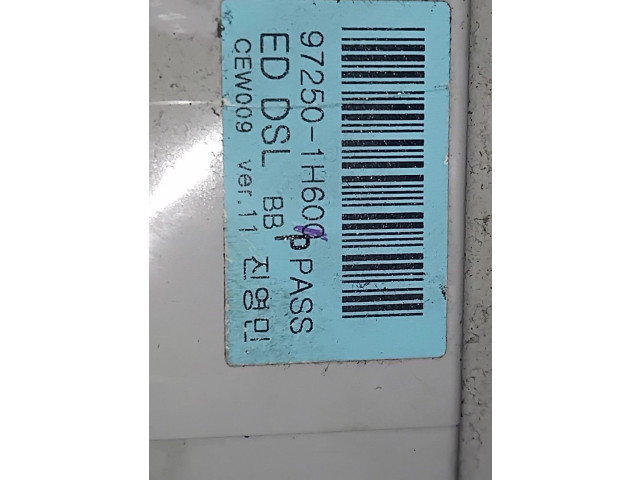 97250-1H600 PASS
ED DSL BB
CEW009 ver.11 진영민